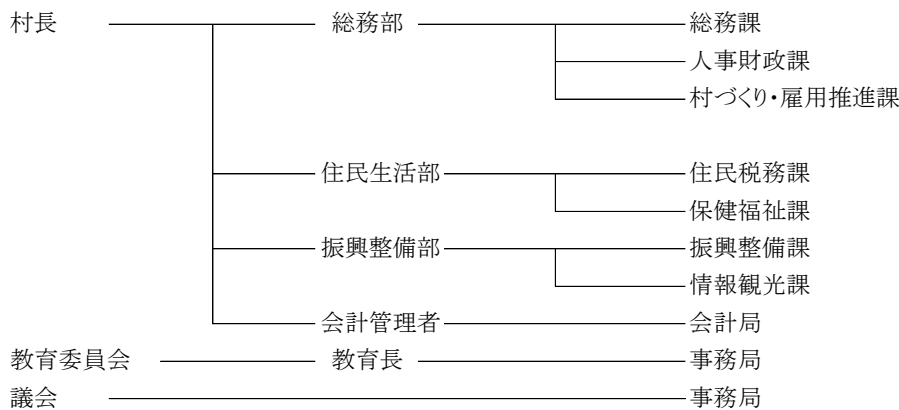 村長 総務部 総務課
人事財政課
村づくり・雇用推進課
住民生活部 住民税務課
保健福祉課
振興整備部 振興整備課
情報観光課
会計管理者 会計局
教育委員会 教育長 事務局
議会 事務局